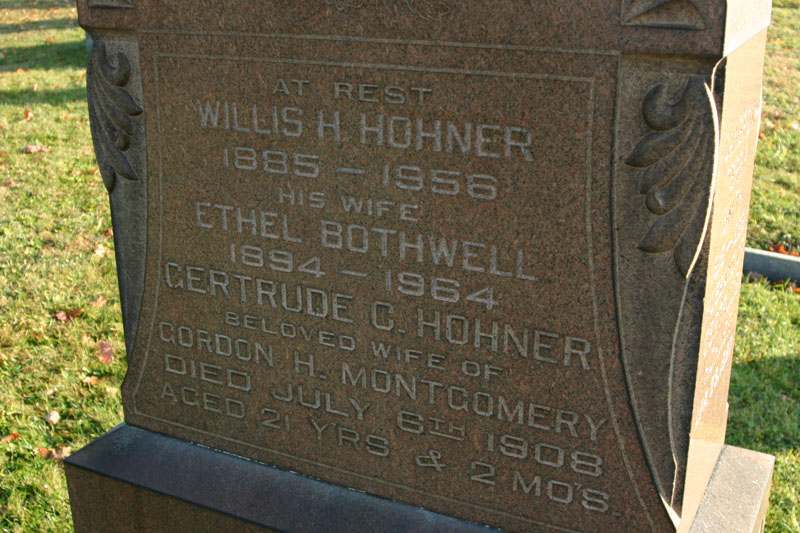 AT REST
WILLIS H. HOHNER
1885 – 1956
HIS WIFE
ETHEL BOTHWELL
1894 – 1964
GERTRUDE C. HOHNER
BELOVED WIFE OF
GORDON H. MONTGOMERY
DIED JULY 6TH 1908
AGED 21 YRS & 2 MO'S.